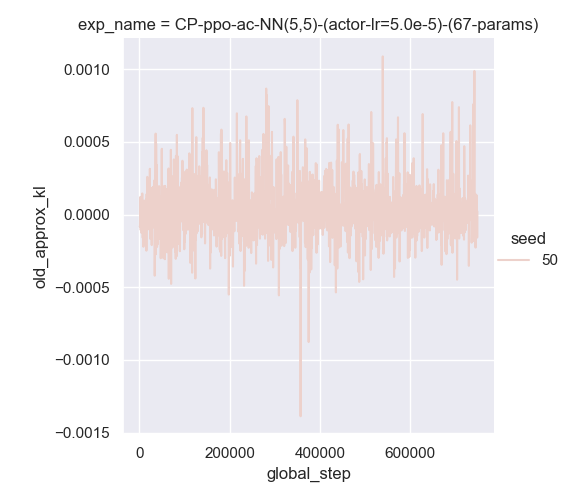 exp_name = CP-ppo-ac-NN(5,5)-(actor-lr=5.0e-5)-(67-params)
0.0010
0.0005
0.0000
−0.0005
−0.0010
−0.0015
old_approx_kl
0
200000
400000
600000
global_step
seed
50